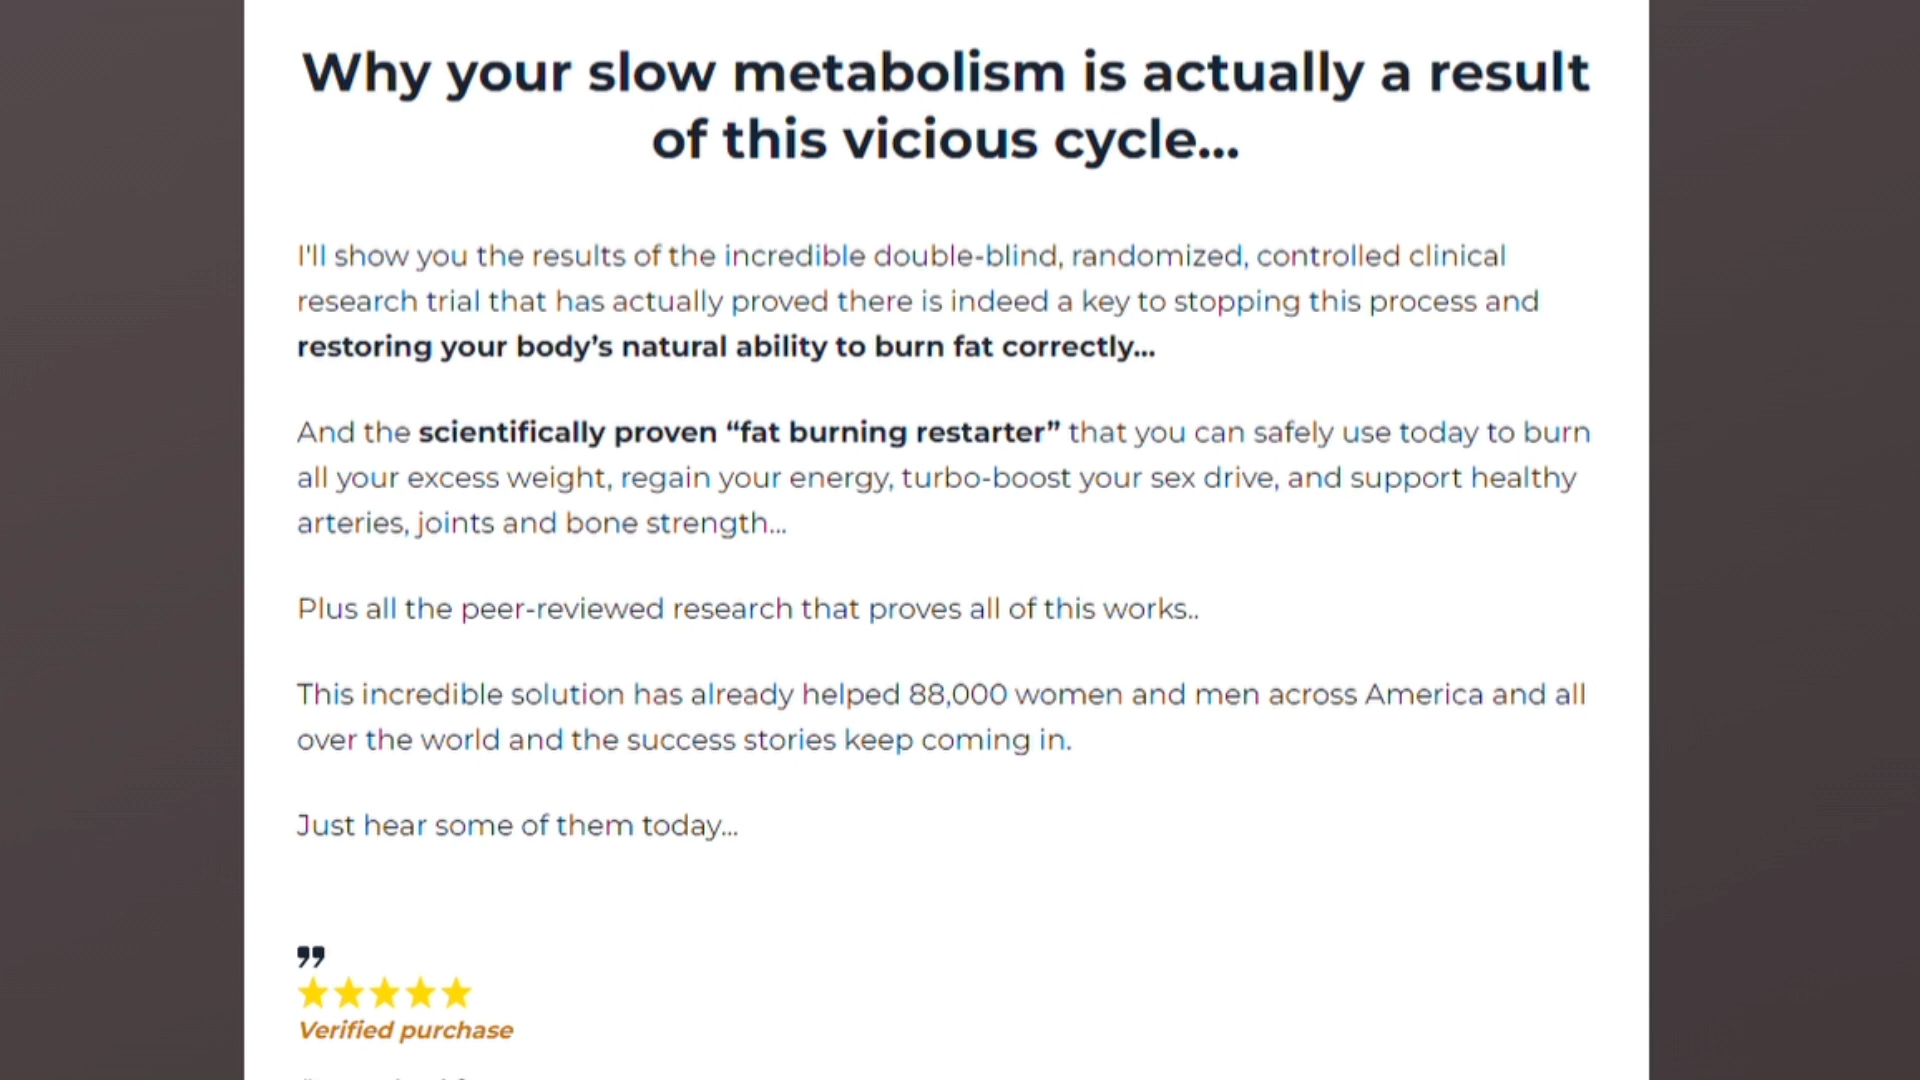 Why your slow metabolism is actually a result
of this vicious cycle...
I'll show you the results of the incredible double-blind, randomized, controlled clinical
research trial that has actually proved there is indeed a key to stopping this process and
restoring your body’s natural ability to burn fat correctly...
And the scientifically proven “fat burning restarter” that you can safely use today to burn
all your excess weight, regain your energy, turbo-boost your sex drive, and support healthy
arteries, joints and bone strength...
Plus all the peer-reviewed research that proves all of this works..
This incredible solution has already helped 88,000 women and men across America and all
over the world and the success stories keep coming in.
Just hear some of them today...
”
Verified purchase